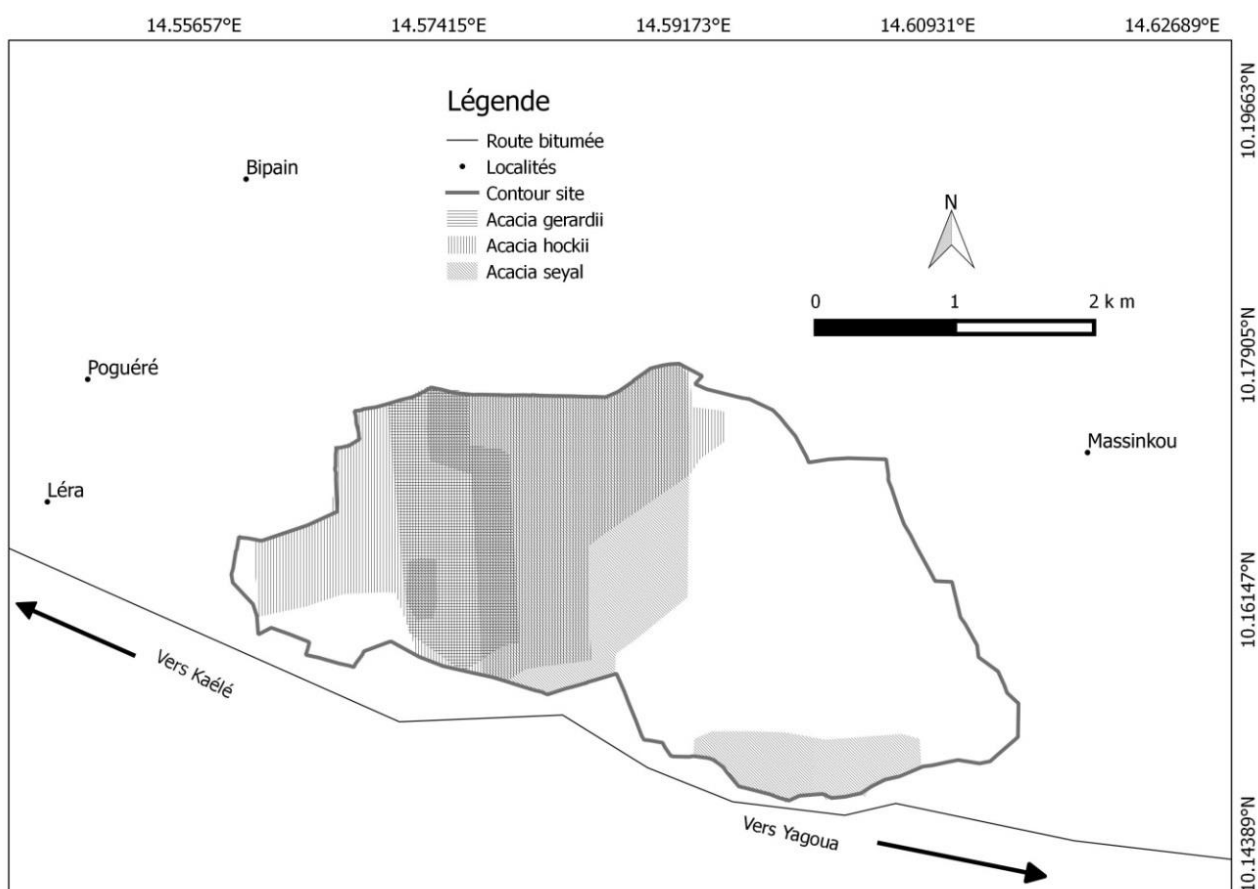 14.55657°E 14.57415°E 14.59173°E 14.60931°E 14.62689°E
10.19663°N
Légende
Route bitumée
Localités
Contour site
Acacia gerardii
Acacia hockii
Acacia seyal
Bipain
N
0 1 2 k m
10.17905°N
Poguéré
Massinkou
Léra
10.16147°N
Vers Kaélé
Vers Yagoua
10.14389°N